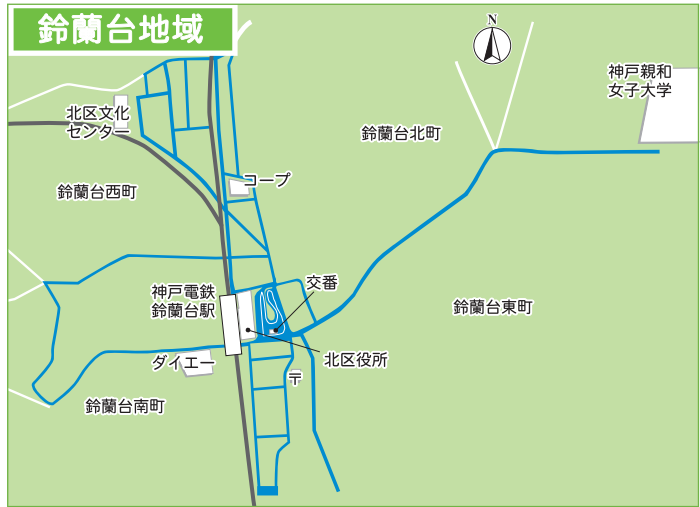 鈴蘭台地域
N
神戸親和
女子大学
北区文化
センター
鈴蘭台北町
コープ
鈴蘭台西町
交番
神戸電鉄
鈴蘭台駅
鈴蘭台東町
ダイエー
北区役所
〒
鈴蘭台南町